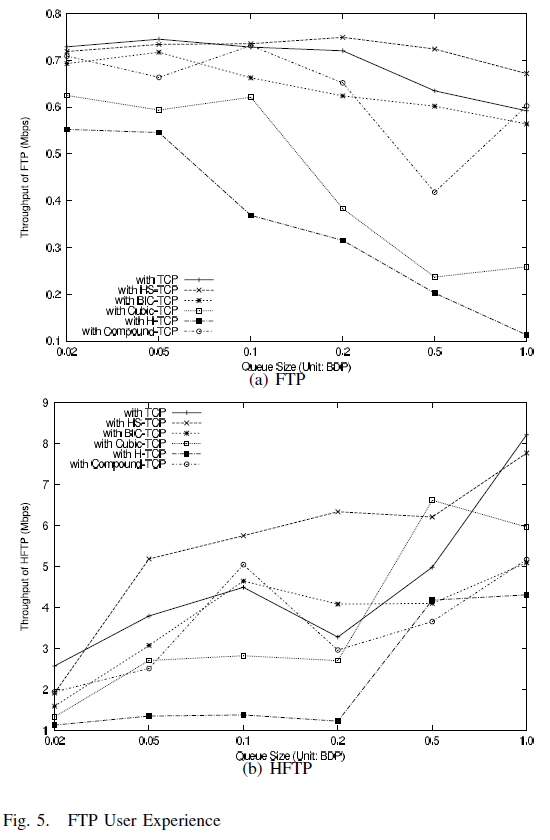 0.8
0.7
0.6
0.5
0.4
0.3
0.2
0.1
Throughput of FTP (Mbps)
with TCP
with HS-TCP
with BIC-TCP
with Cubic-TCP
with H-TCP
with Compound-TCP
0.02 0.05 0.1 0.2 0.5 1.0
Queue Size (Unit: BDP)
(a) FTP
9
8
7
6
5
4
3
2
1
Throughput of HFTP (Mbps)
with TCP
with HS-TCP
with BIC-TCP
with Cubic-TCP
with H-TCP
with Compound-TCP
0.02 0.05 0.1 0.2 0.5 1.0
Queue Size (Unit: BDP)
(b) HFTP
Fig. 5. FTP User Experience